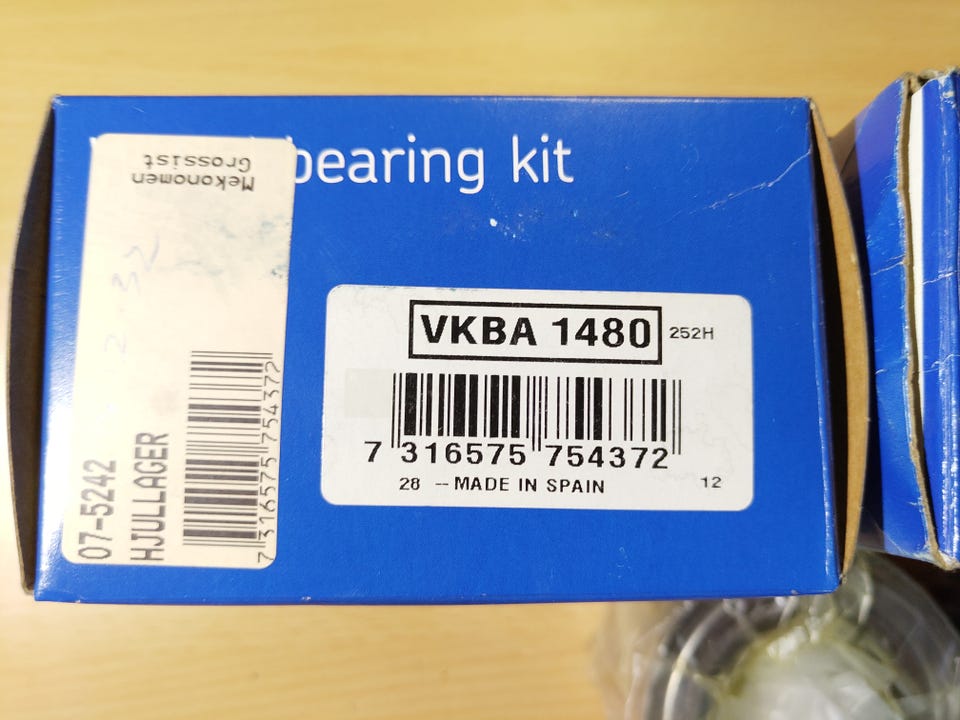 bearing kit
VKBA 1480 252H
7 316575 754372
28 -- MADE IN SPAIN 12
Mekonomen
Grossist
07-5242
HJULLAGER
7 316575 754372